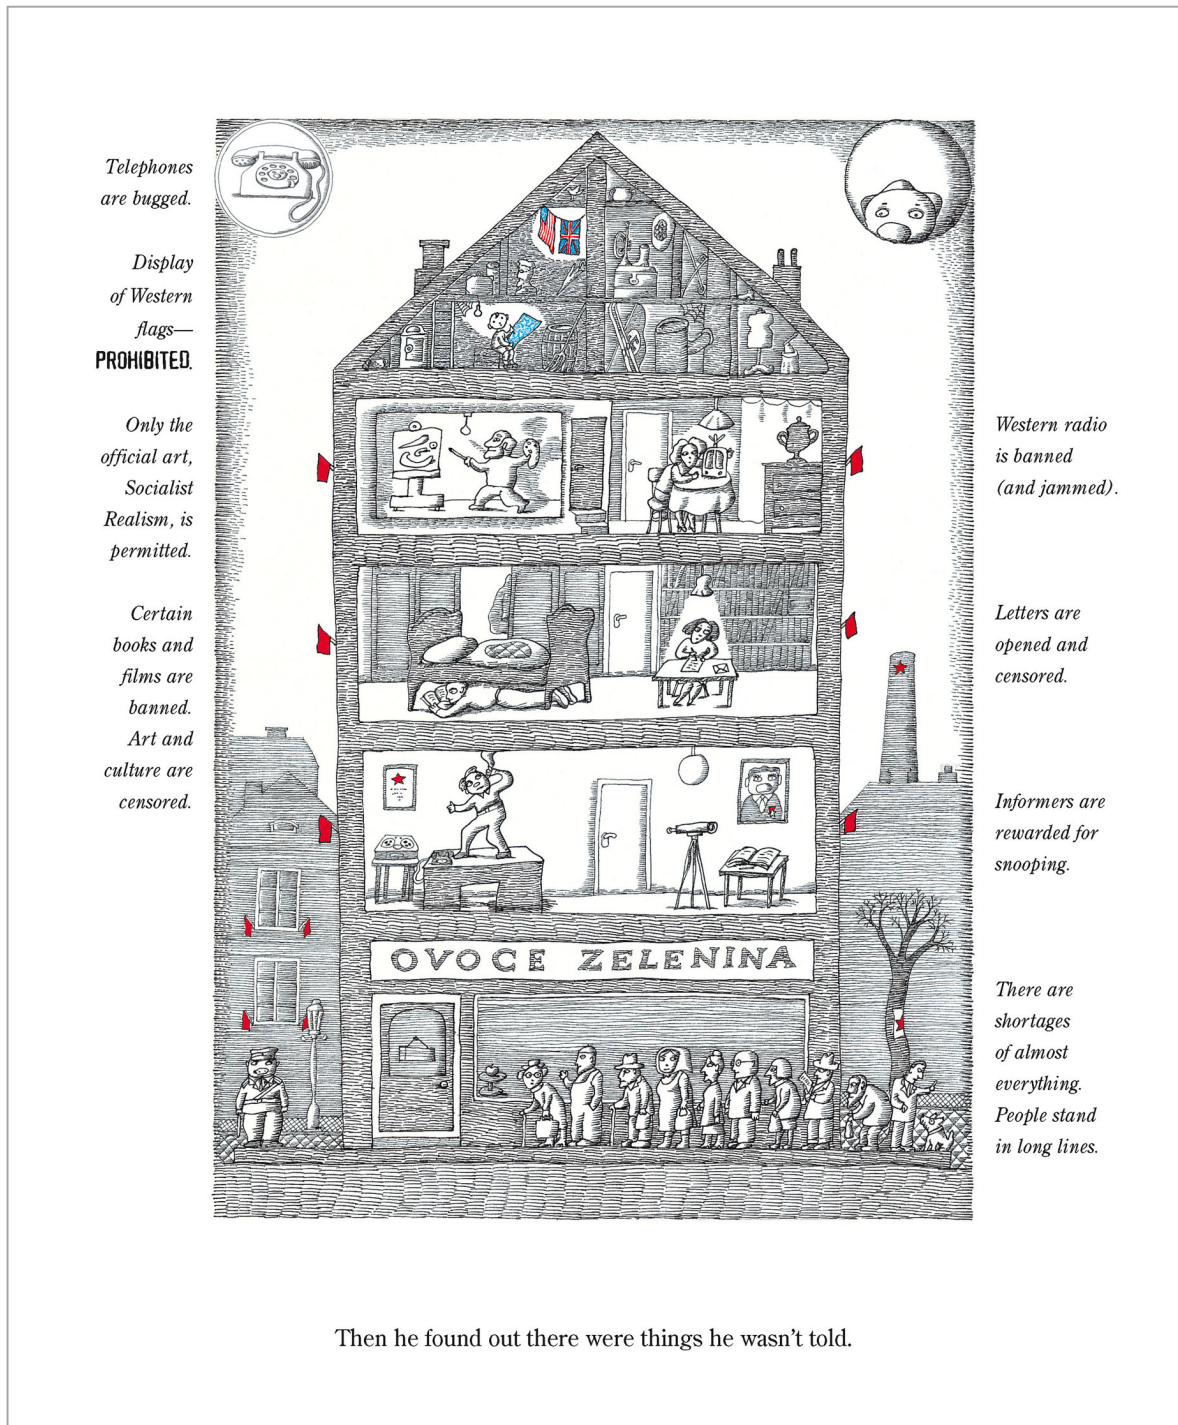 Telephones
are bugged.
Display
of Western
flags—
PROHIBITED.
Only the
official art,
Socialist
Realism, is
permitted.
Certain
books and
films are
banned.
Art and
culture are
censored.
Western radio
is banned
(and jammed).
Letters are
opened and
censored.
Informers are
rewarded for
snooping.
There are
shortages
of almost
everything.
People stand
in long lines.
OVOCE ZELENINA
Then he found out there were things he wasn't told.